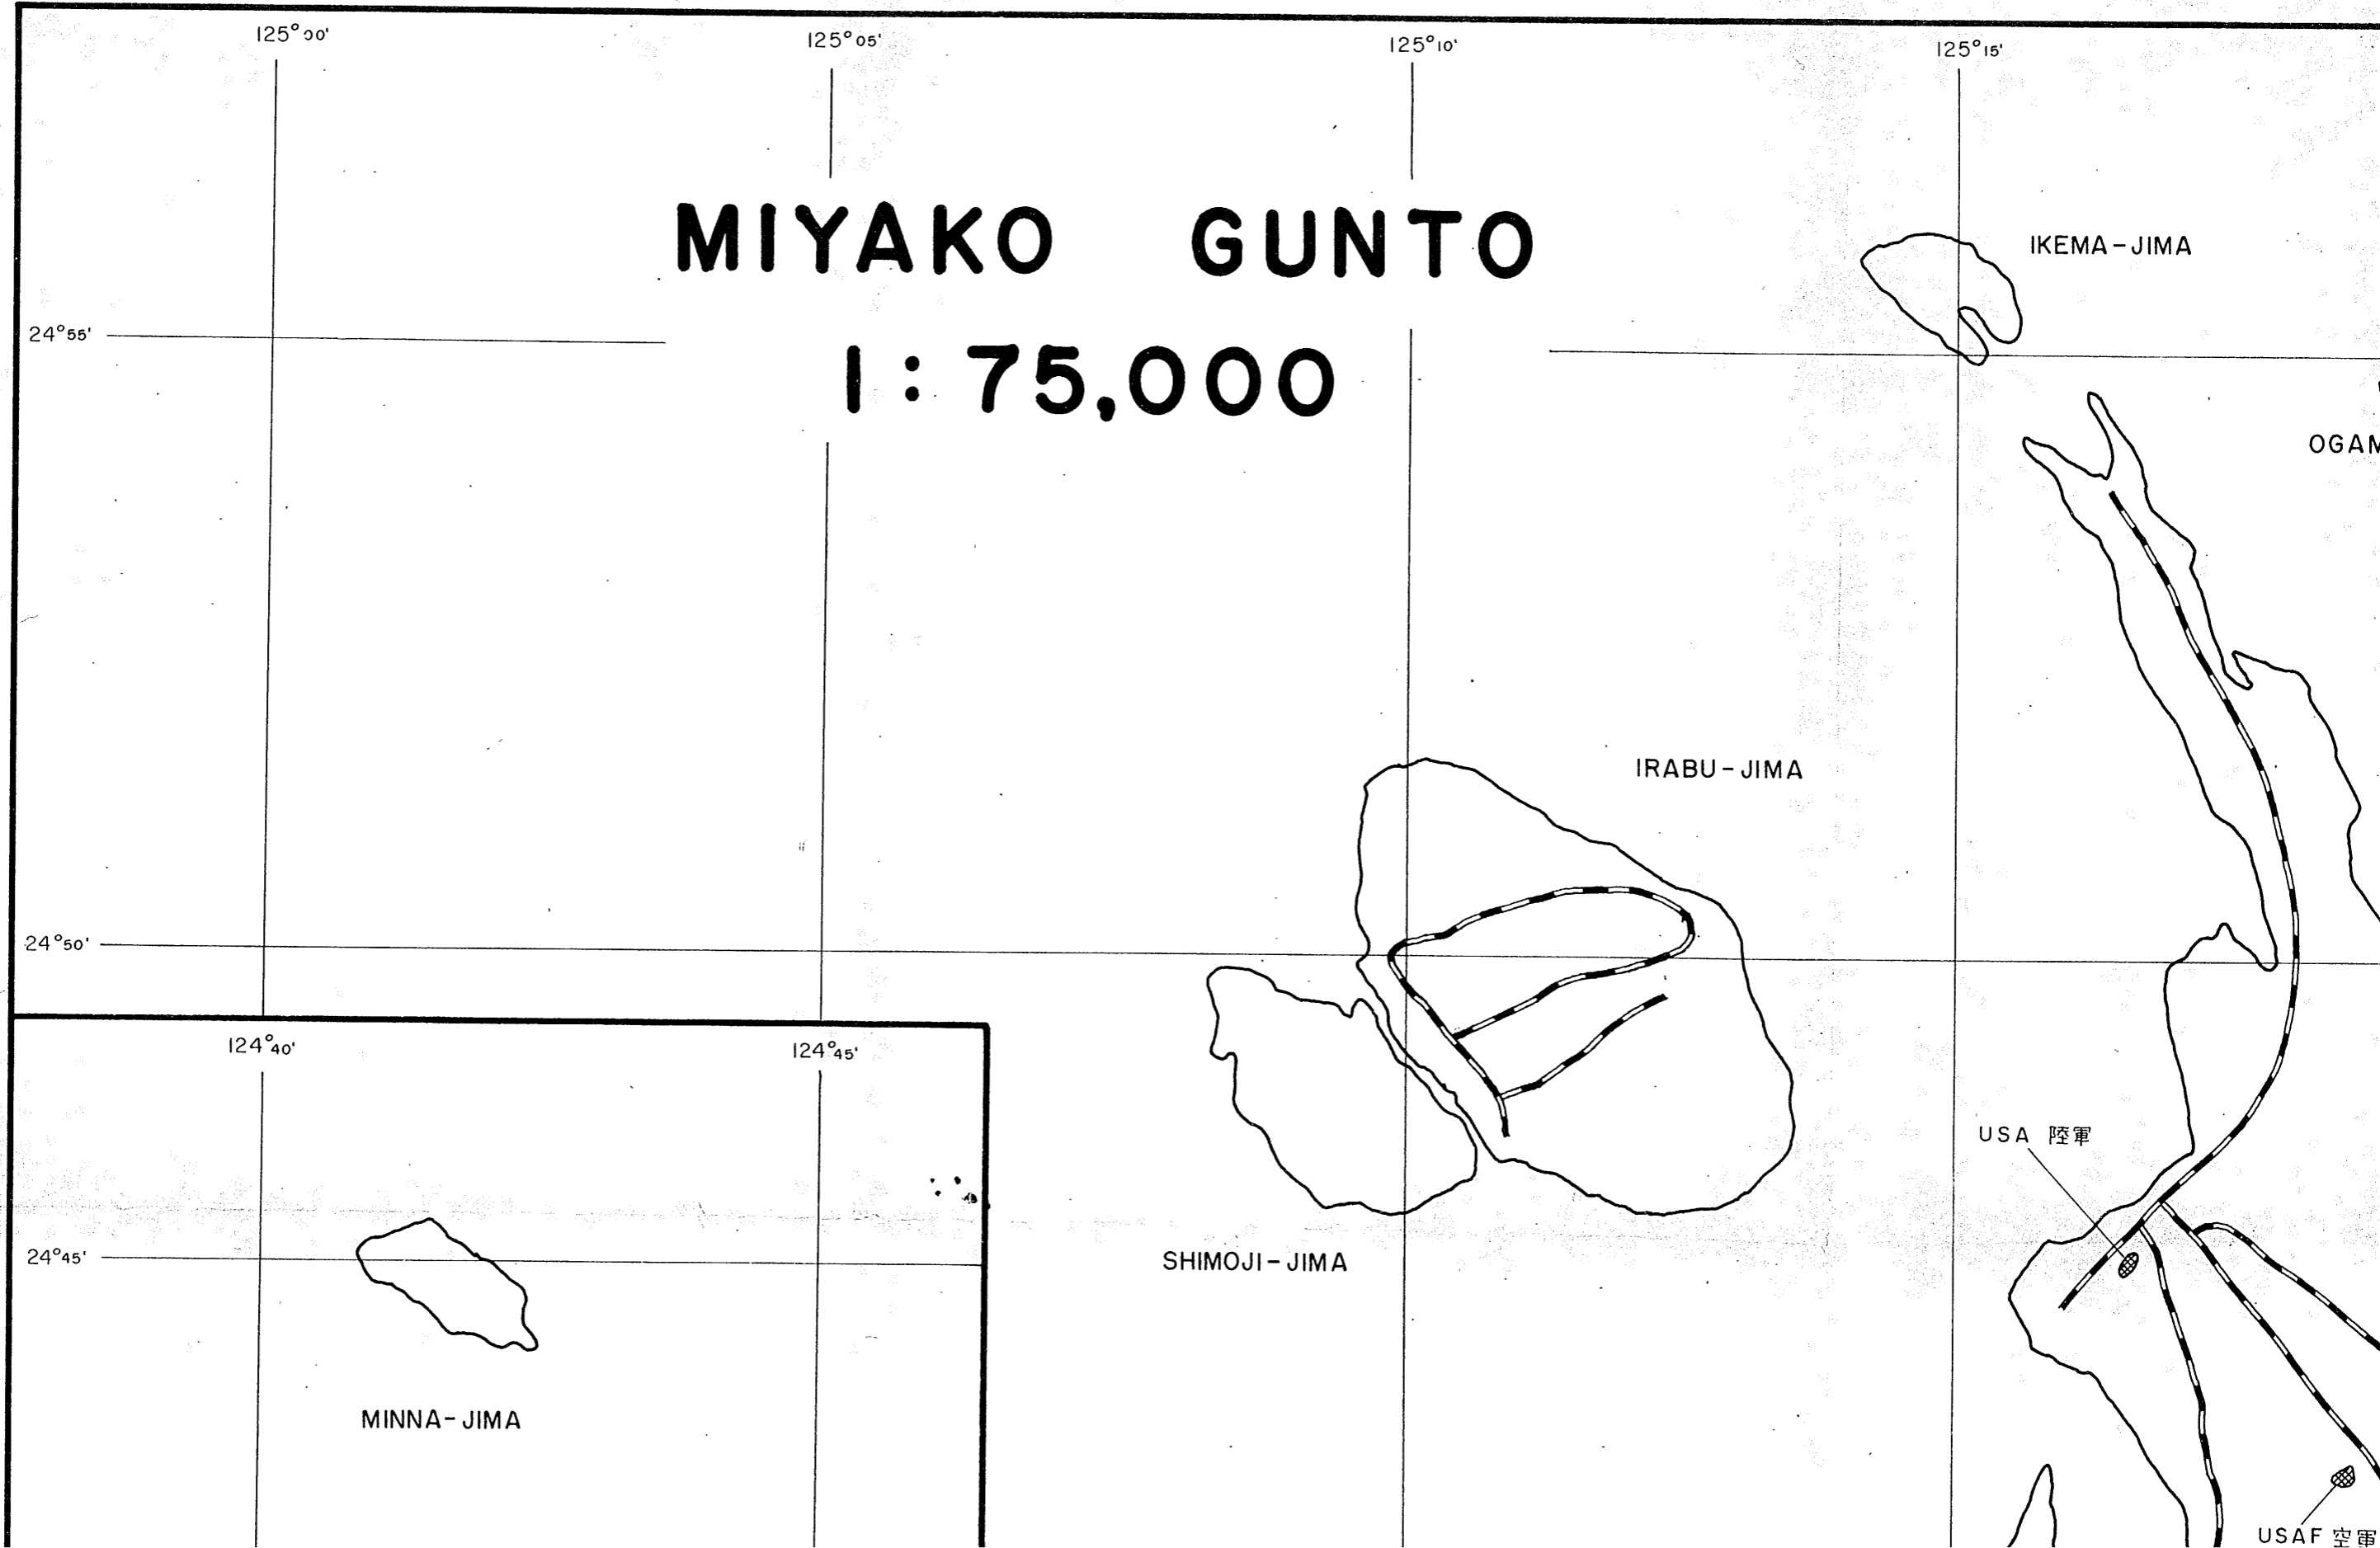 125°00' 125°05' 125°10' 125°15'
MIYAKO GUNTO
1:75,000
IKEMA-JIMA
24°55'
OGAM
IRABU-JIMA
24°50'
124°40' 124°45'
USA 陸軍
24°45'
SHIMOJI-JIMA
MINNA-JIMA
USAF 空軍